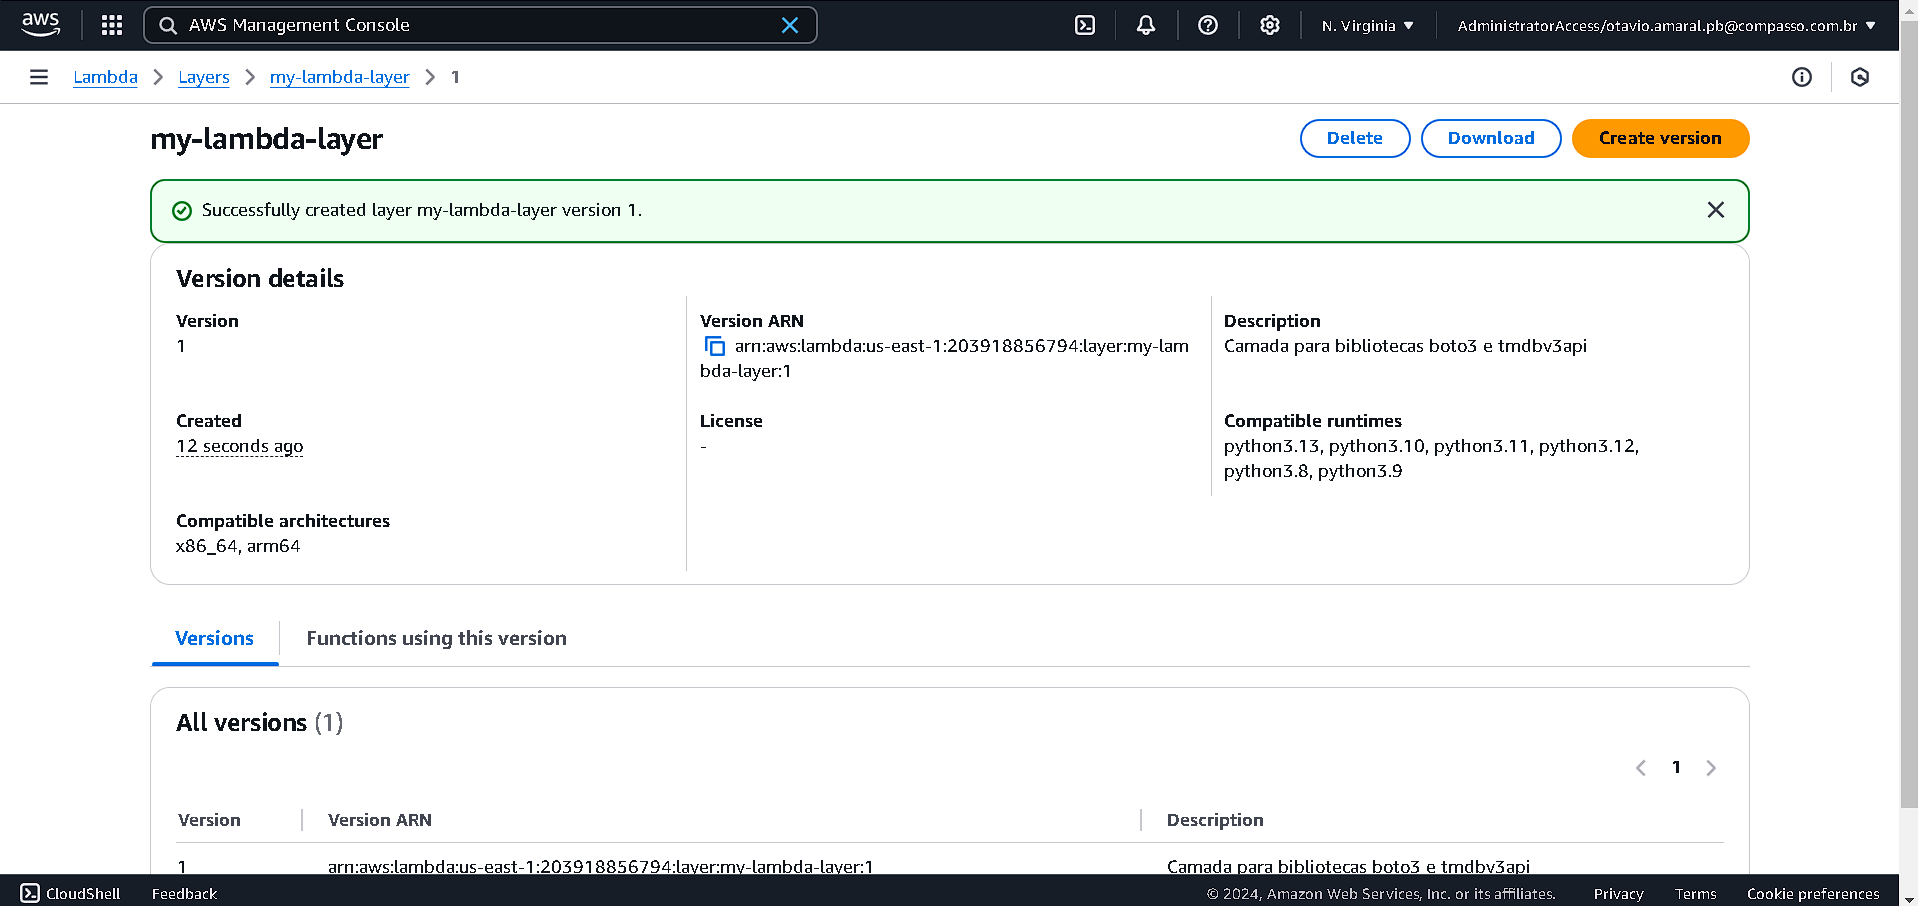 aws
AWS Management Console
N. Virginia
AdministratorAccess/otavio.amaral.pb@compasso.com.br
Lambda
Layers
my-lambda-layer
1
my-lambda-layer
Delete
Download
Create version
Successfully created layer my-lambda-layer version 1.
Version details
Version
1
Version ARN
arn:aws:lambda:us-east-1:203918856794:layer:my-lam
bda-layer:1
Description
Camada para bibliotecas boto3 e tmdbv3api
Created
12 seconds ago
License
-
Compatible runtimes
python3.13, python3.10, python3.11, python3.12,
python3.8, python3.9
Compatible architectures
x86_64, arm64
Versions
Functions using this version
All versions (1)
1
Version
Version ARN
Description
1
arn:aws:lambda:us-east-1:203918856794:layer:my-lambda-layer:1
Camada para bibliotecas boto3 e tmdbv3api
CloudShell
Feedback
© 2024, Amazon Web Services, Inc. or its affiliates.
Privacy
Terms
Cookie preferences